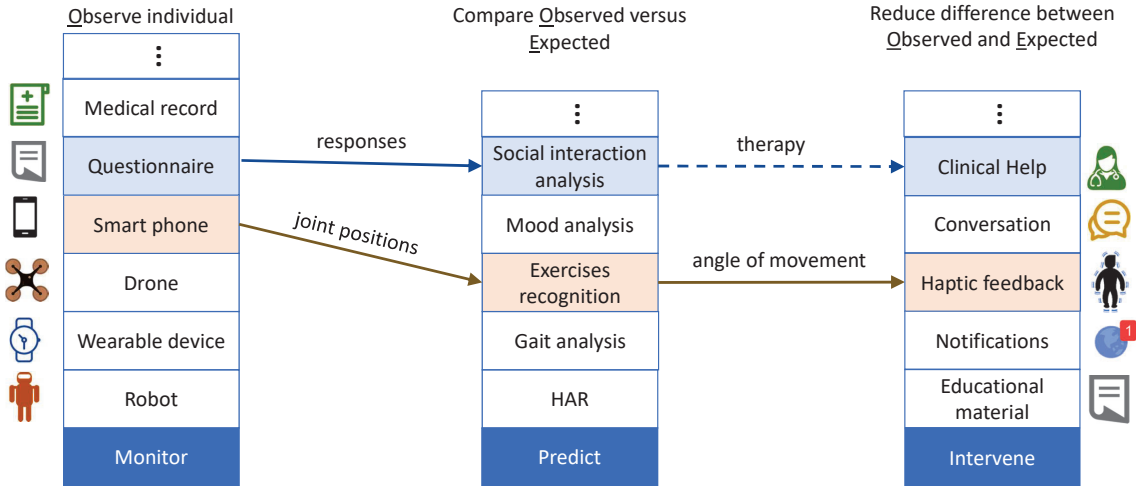 Observe individual
⋮
Medical record
Questionnaire
Smart phone
Drone
Wearable device
Robot
Monitor
responses
joint positions
Compare Observed versus
Expected
⋮
Social interaction
analysis
Mood analysis
Exercises
recognition
Gait analysis
HAR
Predict
therapy
angle of movement
Reduce difference between
Observed and Expected
⋮
Clinical Help
Conversation
Haptic feedback
Notifications
1
Educational
material
Intervene